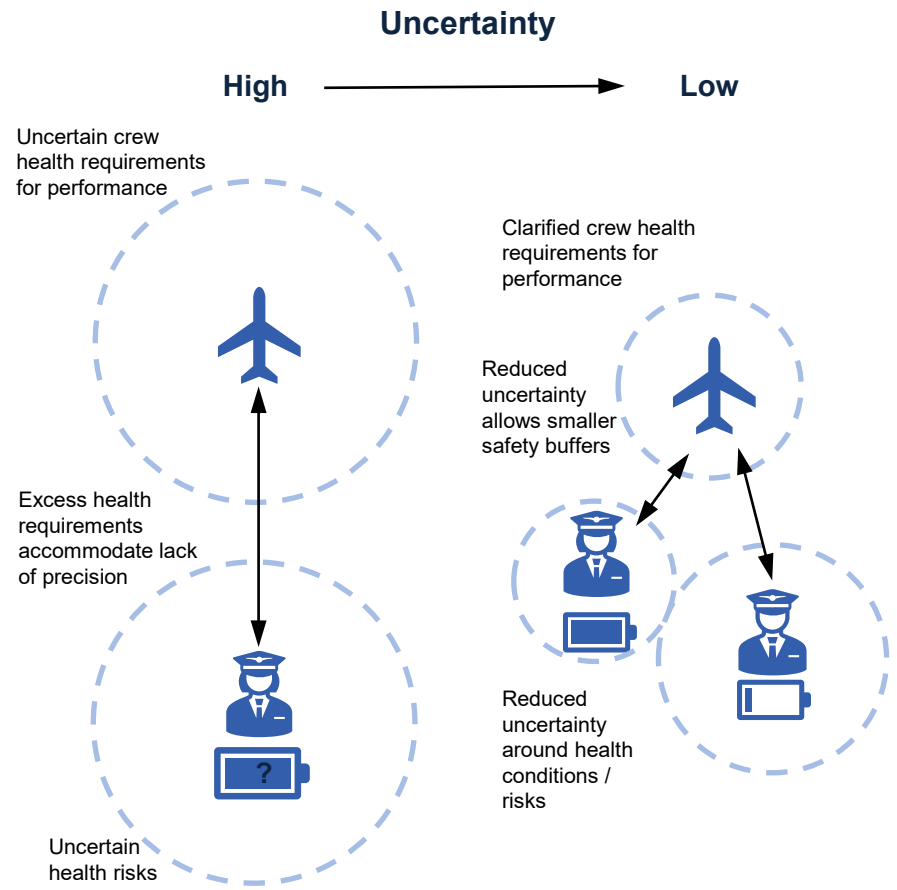 Uncertainty
High
Low
Uncertain crew
health requirements
for performance
Clarified crew health
requirements for
performance
Reduced
uncertainty
allows smaller
safety buffers
Excess health
requirements
accommodate lack
of precision
?
Reduced
uncertainty
around health
conditions /
risks
Uncertain
health risks